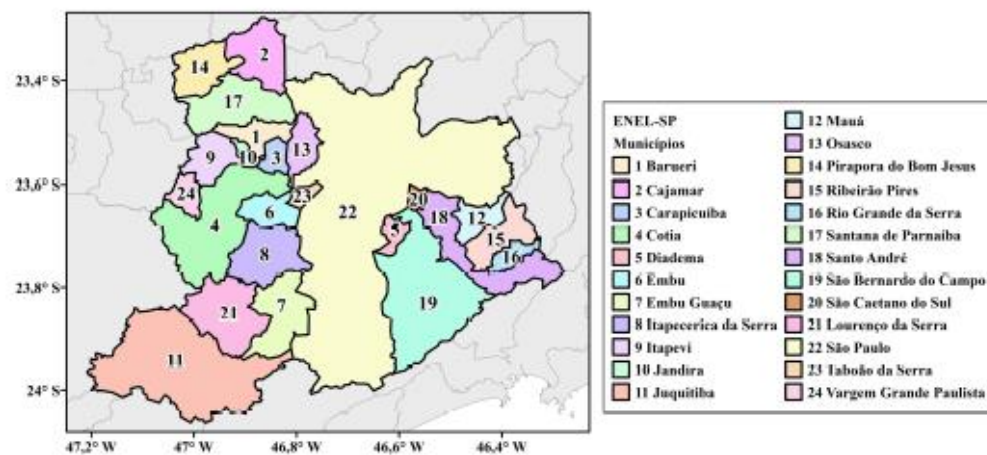 23,4° S
23,6° S
23,8° S
24° S
47,2° W
47° W
46,8° W
46,6° W
46,4° W
2
14
17
1
13
9
10
3
24
23
20
4
6
22
18
12
5
15
8
16
7
19
21
11
ENEL-SP
Municípios
1 Barueri
2 Cajamar
3 Carapicuíba
4 Cotia
5 Diadema
6 Embu
7 Embu Guaçu
8 Itapecerica da Serra
9 Itapevi
10 Jandira
11 Juquitiba
12 Mauá
13 Osasco
14 Pirapora do Bom Jesus
15 Ribeirão Pires
16 Rio Grande da Serra
17 Santana de Parnaíba
18 Santo André
19 São Bernardo do Campo
20 São Caetano do Sul
21 Lourenço da Serra
22 São Paulo
23 Taboão da Serra
24 Vargem Grande Paulista